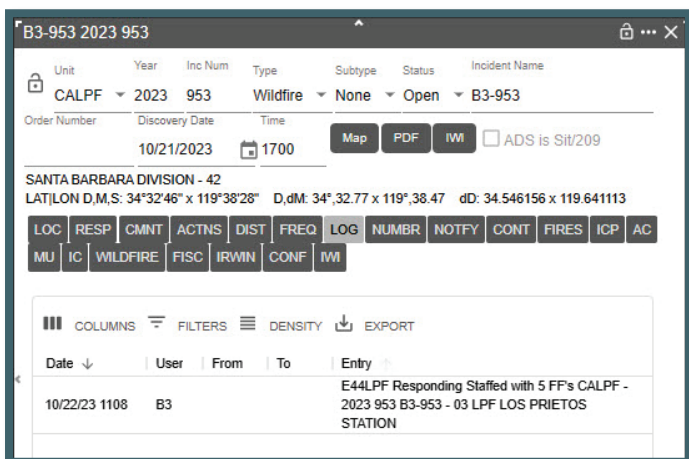 B3-953 2023 953
Unit Year Inc Num Type Subtype Status Incident Name
CALPF 2023 953 Wildfire None Open B3-953
Order Number Discovery Date Time
10/21/2023 1700 Map PDF IWI ADS is Sit/209
SANTA BARBARA DIVISION - 42
LAT|LON D,M,S: 34°32'46" x 119°38'28" D,dM: 34°,32.77 x 119°,38.47 dD: 34.546156 x 119.641113
LOC RESP CMNT ACTNS DIST FREQ LOG NUMBR NOTFY CONT FIRES ICP AC
MU IC WILDFIRE FISC IRWIN CONF IWI
COLUMNS FILTERS DENSITY EXPORT
Date User From To Entry
10/22/23 1108 B3 E44LPF Responding Staffed with 5 FF's CALPF -
2023 953 B3-953 - 03 LPF LOS PRIETOS
STATION